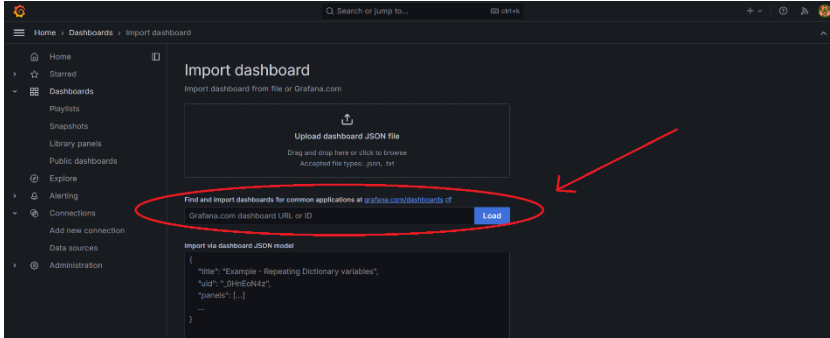 Search or jump to...
ctrl+k
Home › Dashboards › Import dashboard
Home
Starred
Dashboards
Playlists
Snapshots
Library panels
Public dashboards
Explore
Alerting
Connections
Add new connection
Data sources
Administration
Import dashboard
Import dashboard from file or Grafana.com
Upload dashboard JSON file
Drag and drop here or click to browse
Accepted file types: .json, .txt
Find and import dashboards for common applications at grafana.com/dashboards
Grafana.com dashboard URL or ID
Load
Import via dashboard JSON model
{
"title": "Example - Repeating Dictionary variables",
"uid": "_0HnEoN4z",
"panels": [...]
...
}